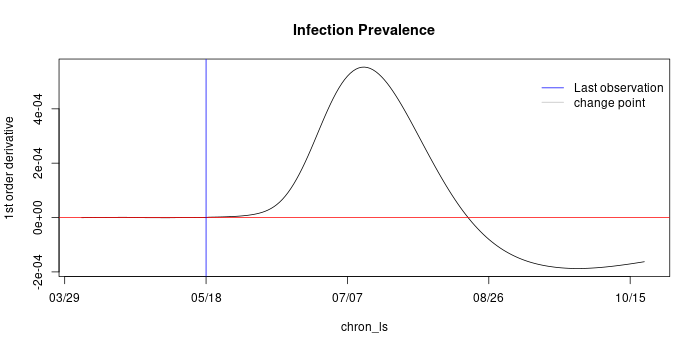 Infection Prevalence
1st order derivative
4e-04
2e-04
0e+00
-2e-04
Last observation
change point
03/29 05/18 07/07 08/26 10/15
chron_ls